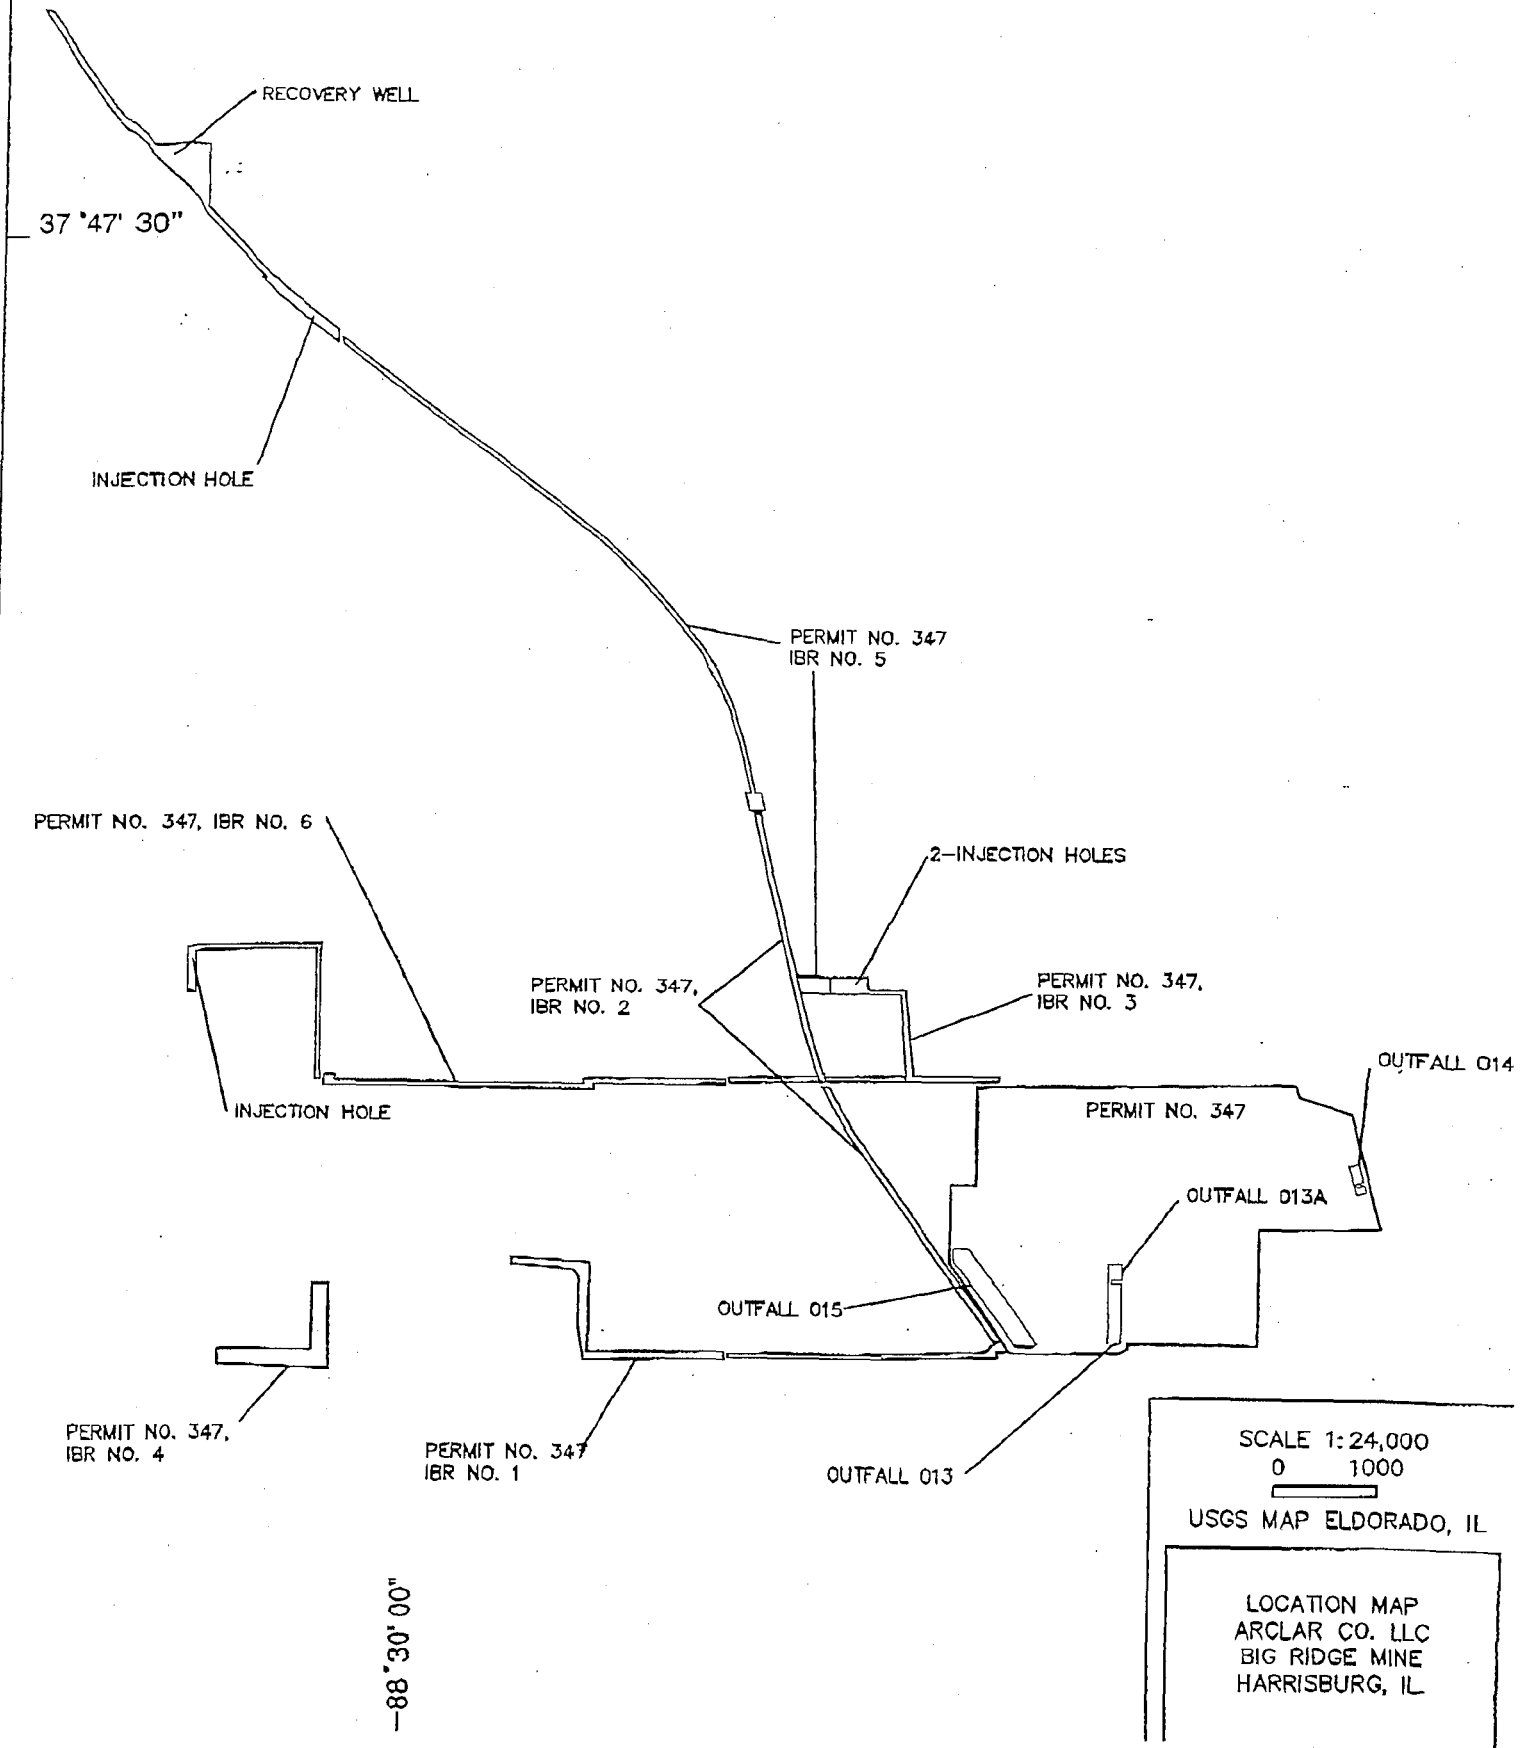 RECOVERY WELL
37 °47' 30"
INJECTION HOLE
PERMIT NO. 347
IBR NO. 5
PERMIT NO. 347, IBR NO. 6
2-INJECTION HOLES
PERMIT NO. 347,
IBR NO. 2
PERMIT NO. 347,
IBR NO. 3
OUTFALL 014
INJECTION HOLE
PERMIT NO. 347
OUTFALL 013A
OUTFALL 015
PERMIT NO. 347,
IBR NO. 4
PERMIT NO. 347
IBR NO. 1
OUTFALL 013
SCALE 1:24,000
0 1000
USGS MAP ELDORADO, IL
-88 °30' 00"
LOCATION MAP
ARCLAR CO. LLC
BIG RIDGE MINE
HARRISBURG, IL